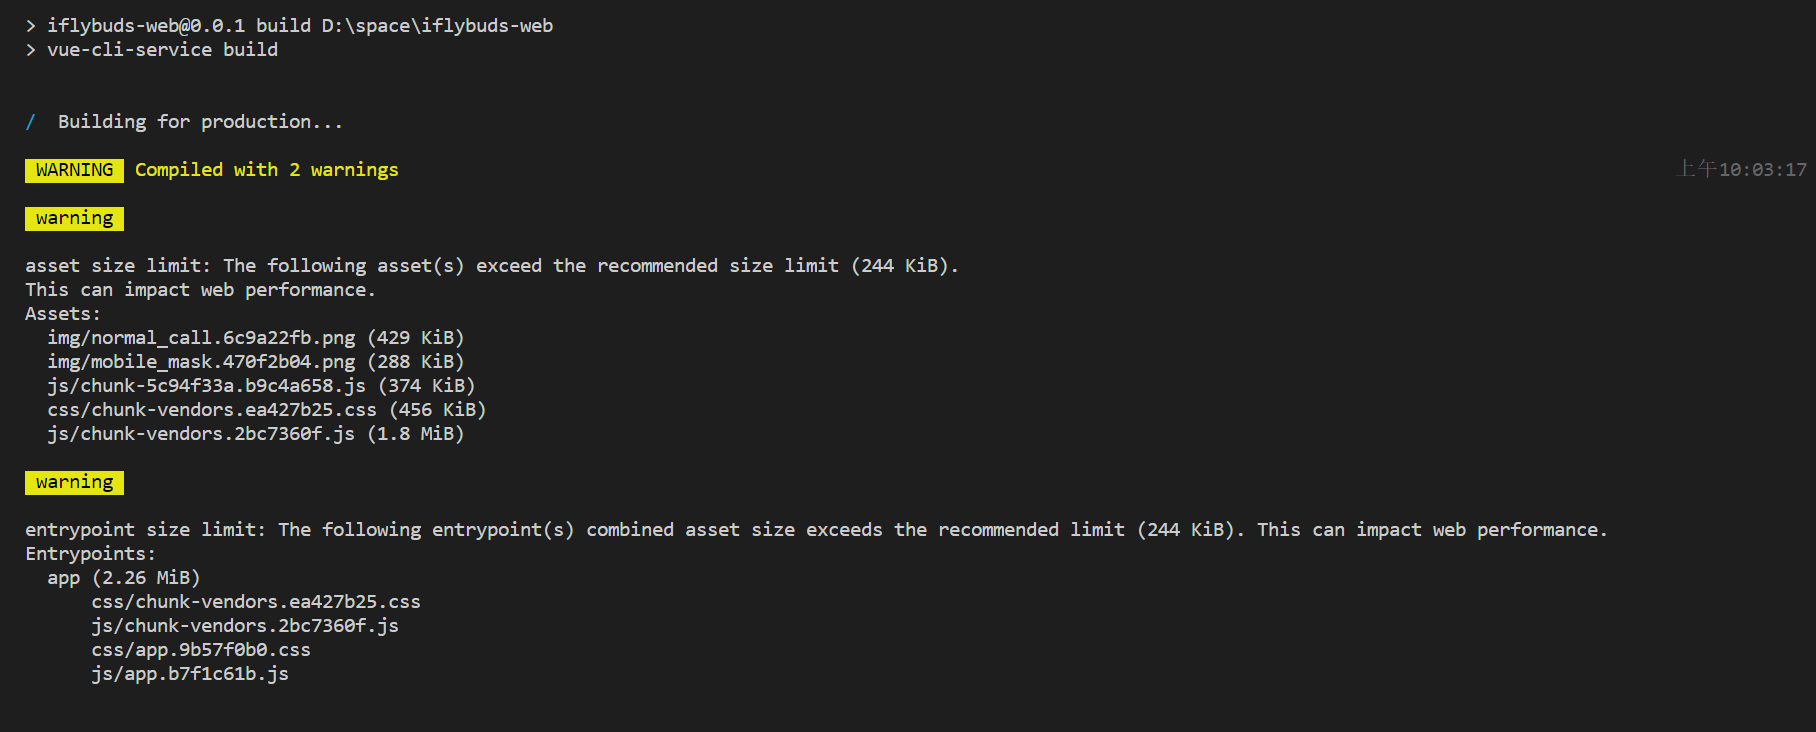 > iflybuds-web@0.0.1 build D:\space\iflybuds-web
> vue-cli-service build
/ Building for production...
WARNING Compiled with 2 warnings 上午10:03:17
warning
asset size limit: The following asset(s) exceed the recommended size limit (244 KiB).
This can impact web performance.
Assets:
img/normal_call.6c9a22fb.png (429 KiB)
img/mobile_mask.470f2b04.png (288 KiB)
js/chunk-5c94f33a.b9c4a658.js (374 KiB)
css/chunk-vendors.ea427b25.css (456 KiB)
js/chunk-vendors.2bc7360f.js (1.8 MiB)
warning
entrypoint size limit: The following entrypoint(s) combined asset size exceeds the recommended limit (244 KiB). This can impact web performance.
Entrypoints:
app (2.26 MiB)
css/chunk-vendors.ea427b25.css
js/chunk-vendors.2bc7360f.js
css/app.9b57f0b0.css
js/app.b7f1c61b.js